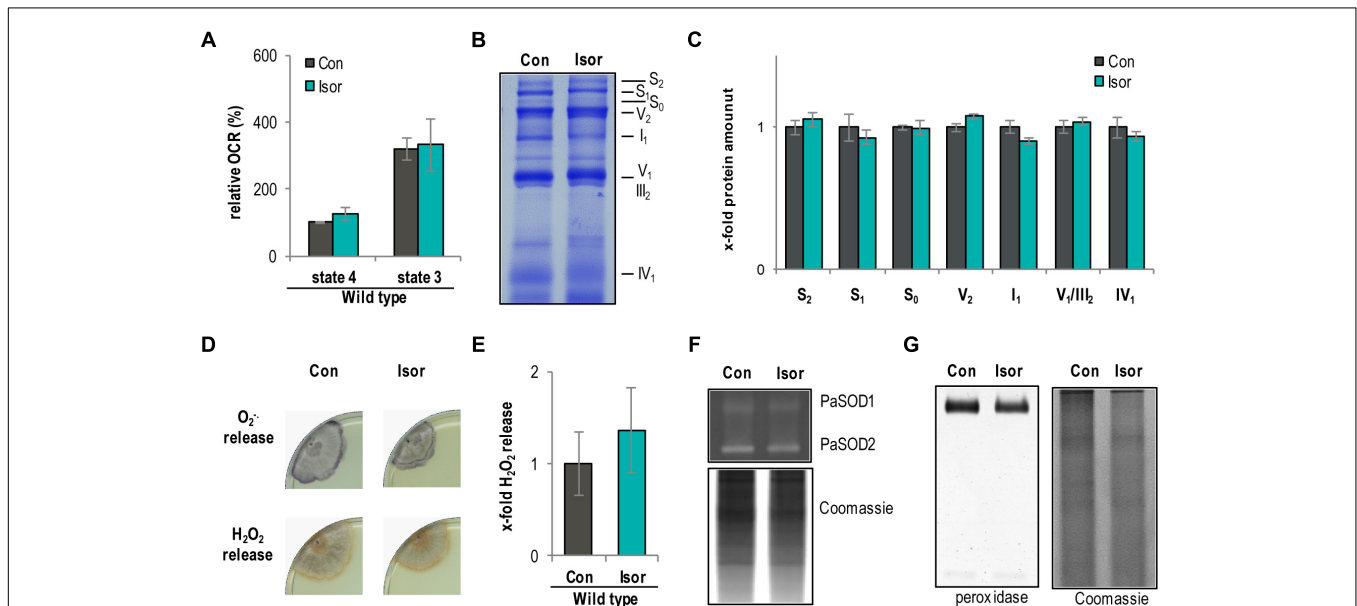 A
600
400
200
0
relative OCR (%)
Con
Isor
state 4
state 3
Wild type
B
Con
Isor
S₂
S₁
S₀
V₂
I₁
V₁
III₂
IV₁
C
x-fold protein amounut
1
0
Con
Isor
S₂
S₁
S₀
V₂
I₁
V₁/III₂
IV₁
D
Con
Isor
O₂⁻·
release
H₂O₂
release
E
x-fold H₂O₂ release
2
1
0
Con
Isor
Wild type
F
Con
Isor
PaSOD1
PaSOD2
Coomassie
G
Con
Isor
Con
Isor
peroxidase
Coomassie